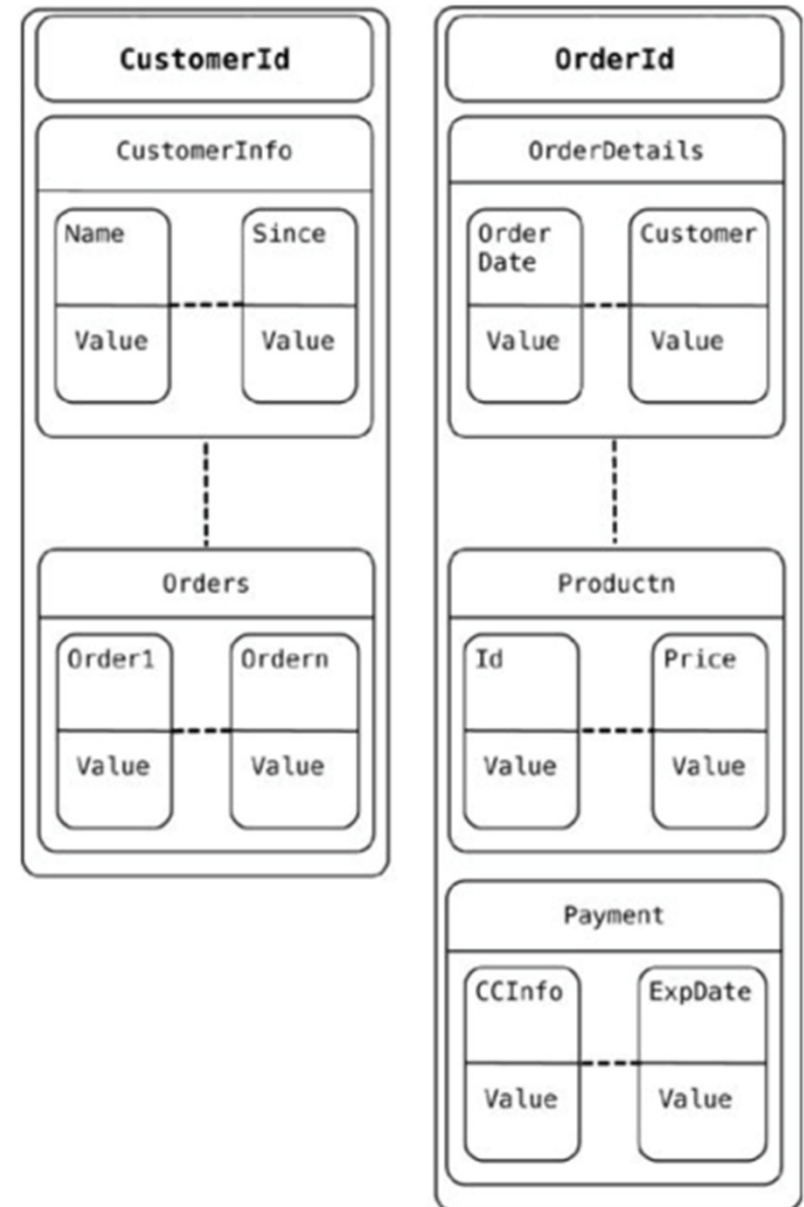 CustomerId
CustomerInfo
Name
Since
Value
Value
Orders
Order1
Ordern
Value
Value
OrderId
OrderDetails
Order
Date
Customer
Value
Value
Productn
Id
Price
Value
Value
Payment
CCInfo
ExpDate
Value
Value